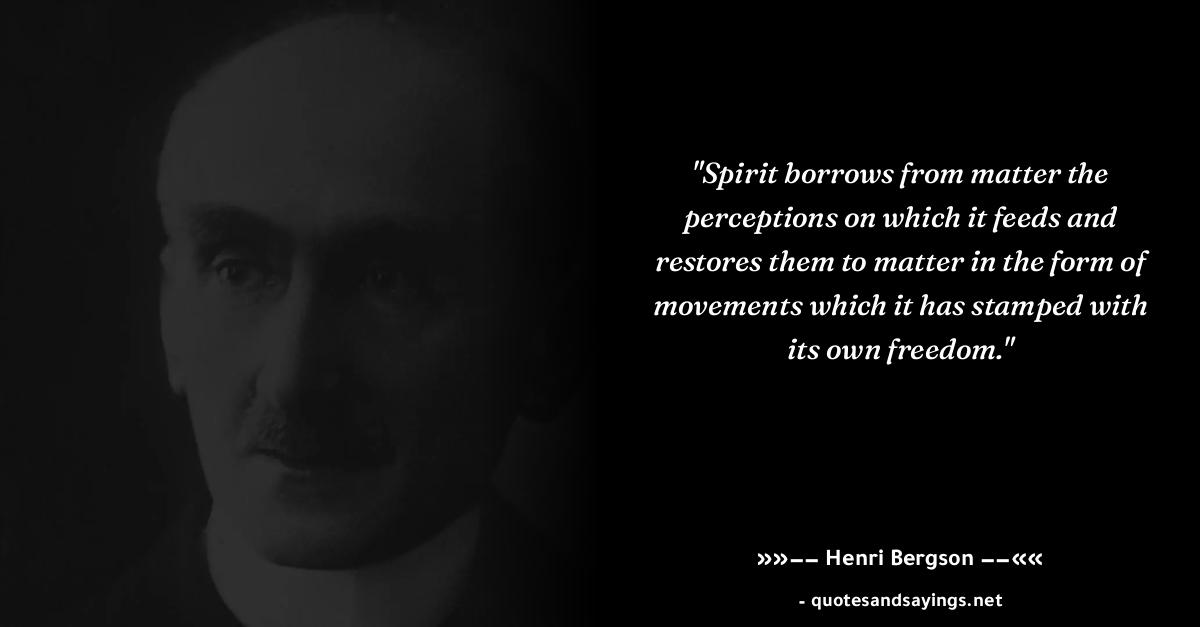 "Spirit borrows from matter the
perceptions on which it feeds and
restores them to matter in the form of
movements which it has stamped with
its own freedom."
»»–– Henri Bergson ––««
- quotesandsayings.net